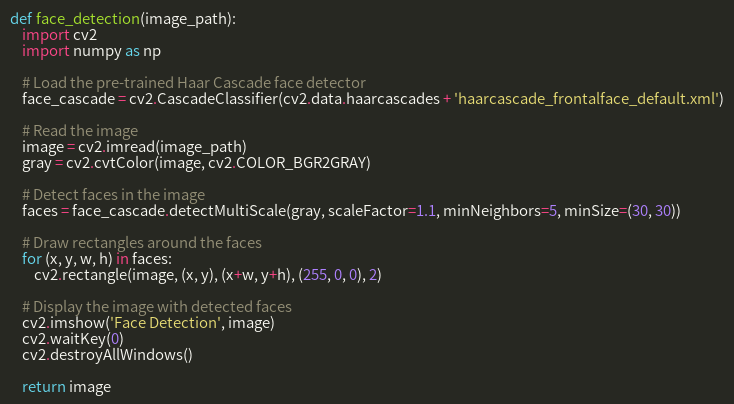 def face_detection(image_path):
import cv2
import numpy as np
# Load the pre-trained Haar Cascade face detector
face_cascade = cv2.CascadeClassifier(cv2.data.haarcascades + 'haarcascade_frontalface_default.xml')
# Read the image
image = cv2.imread(image_path)
gray = cv2.cvtColor(image, cv2.COLOR_BGR2GRAY)
# Detect faces in the image
faces = face_cascade.detectMultiScale(gray, scaleFactor=1.1, minNeighbors=5, minSize=(30, 30))
# Draw rectangles around the faces
for (x, y, w, h) in faces:
cv2.rectangle(image, (x, y), (x+w, y+h), (255, 0, 0), 2)
# Display the image with detected faces
cv2.imshow('Face Detection', image)
cv2.waitKey(0)
cv2.destroyAllWindows()
return image